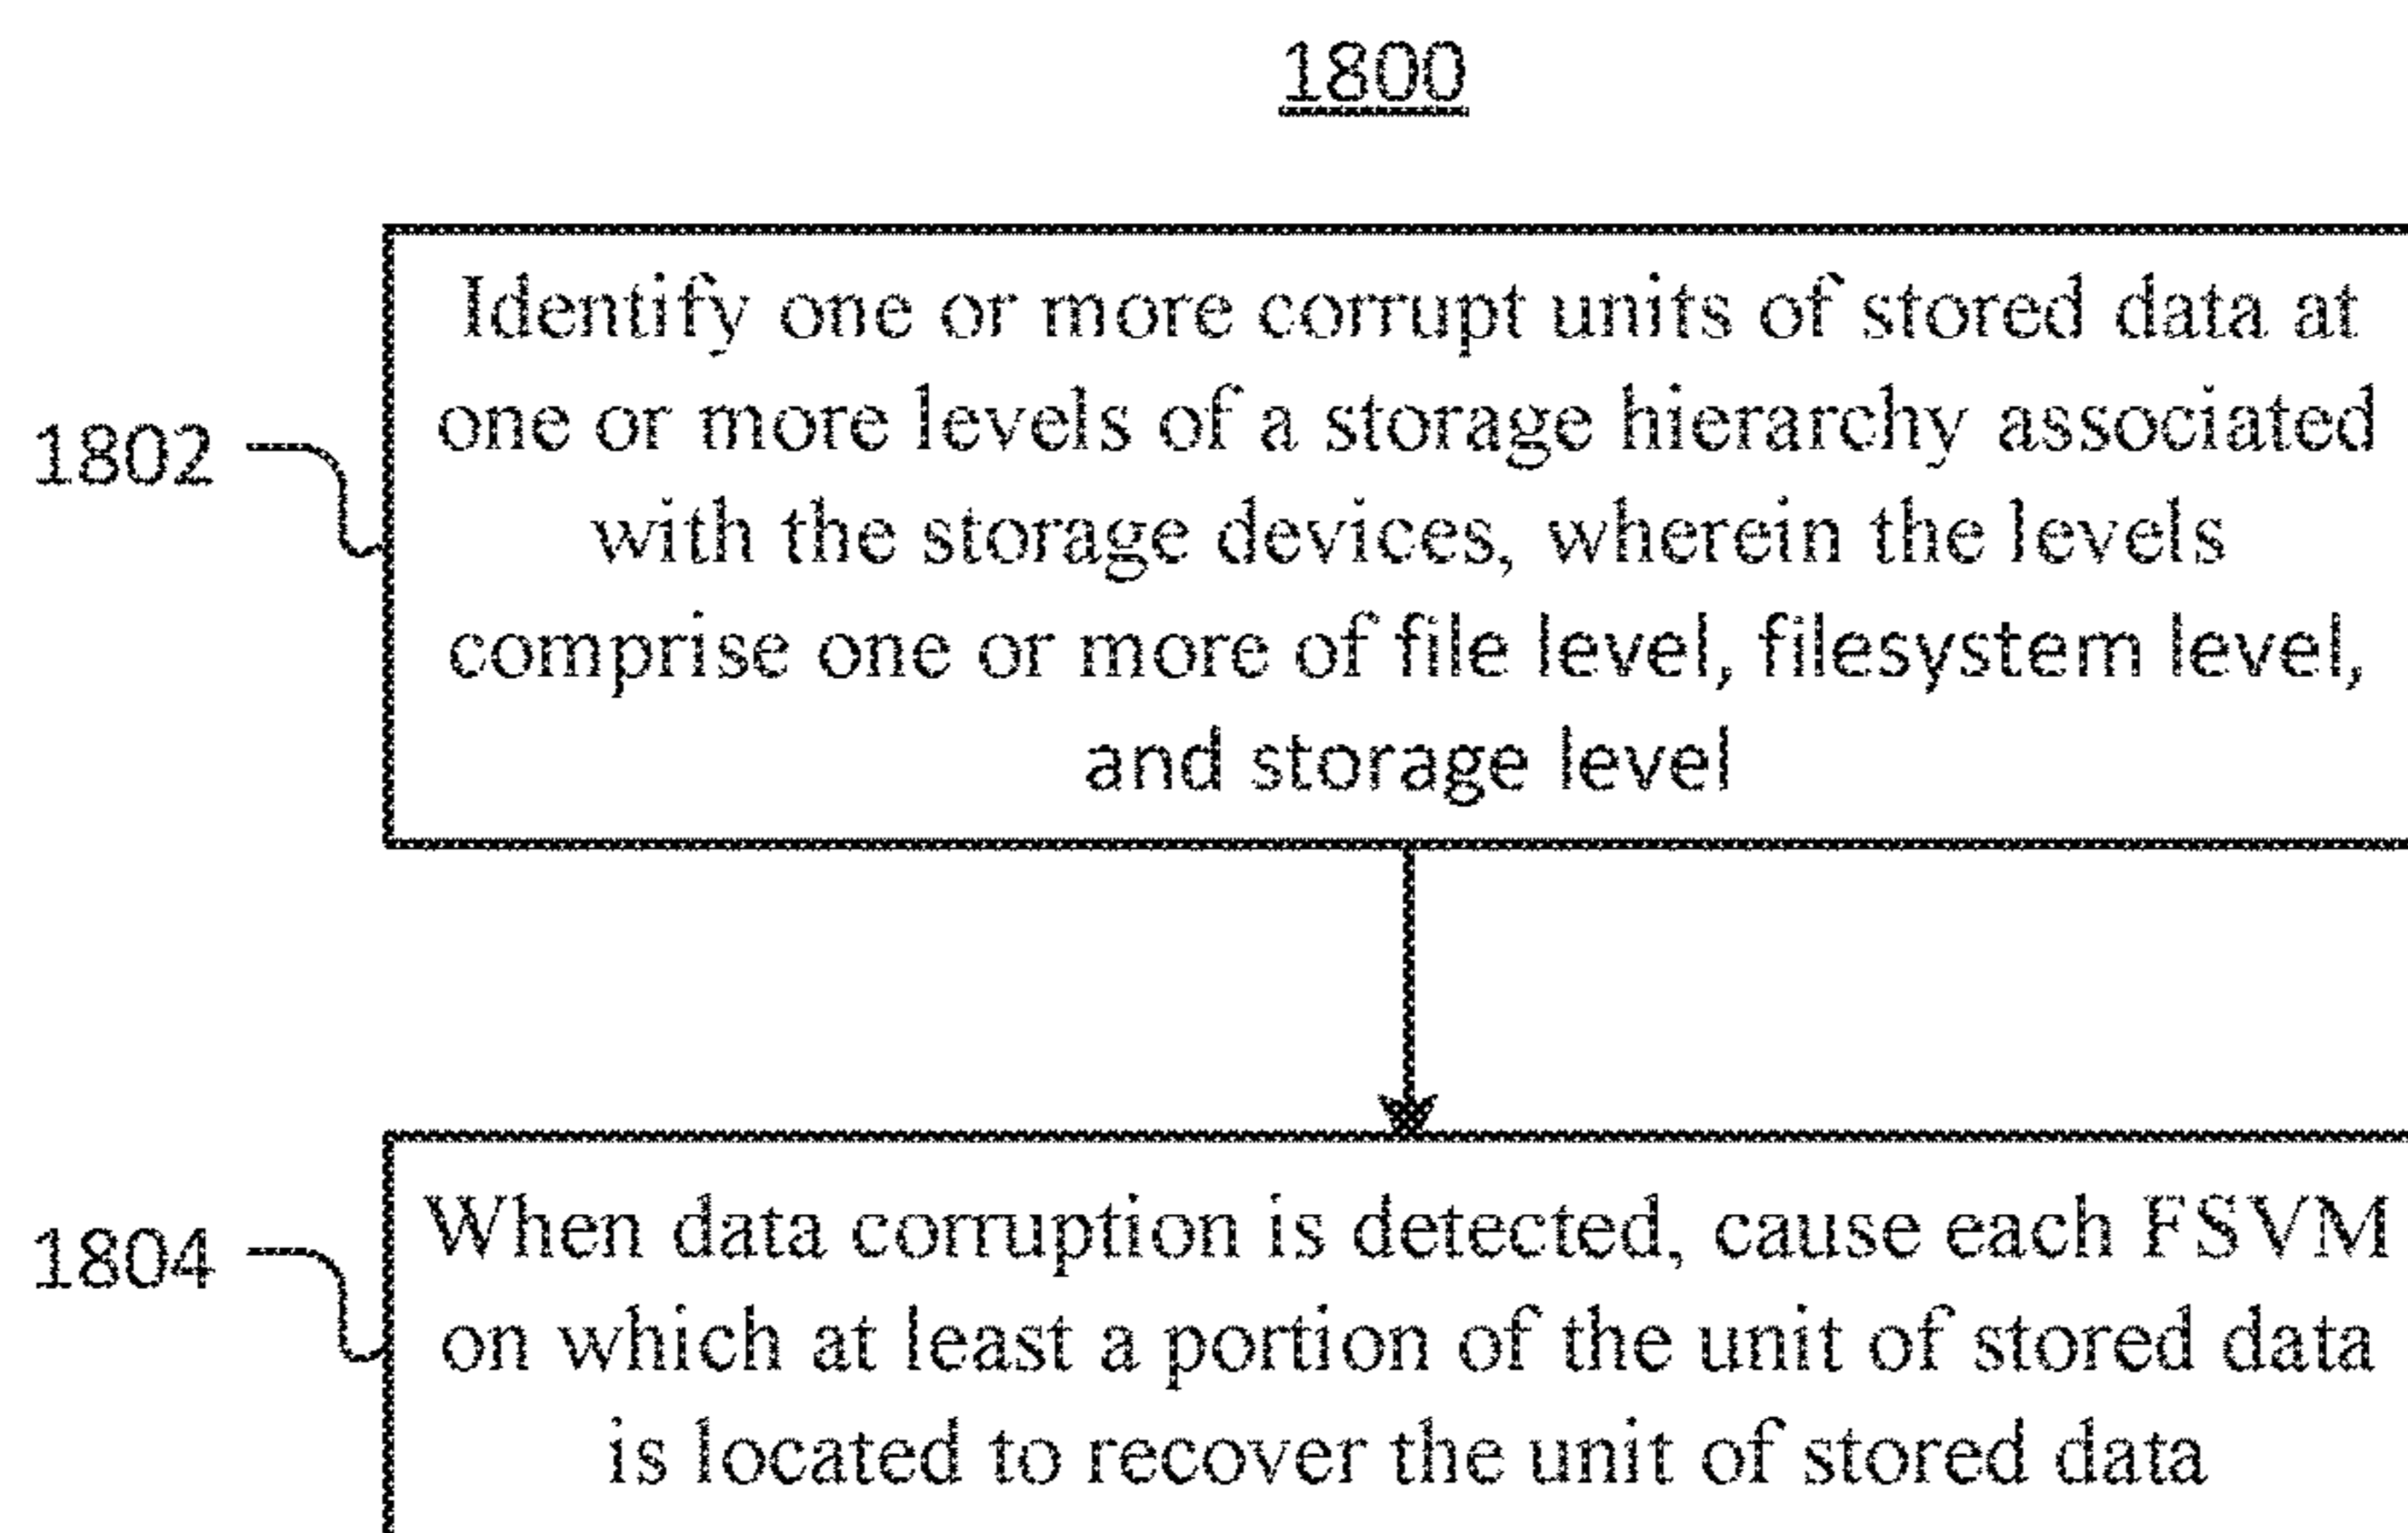 1800
Identify one or more corrupt units of stored data at
one or more levels of a storage hierarchy associated
1802
with the storage devices, wherein the levels
comprise one or more of file level, filesystem level,
and storage level
When data corruption is detected, cause each FSVM
1804
on which at least a portion of the unit of stored data
is located to recover the unit of stored data